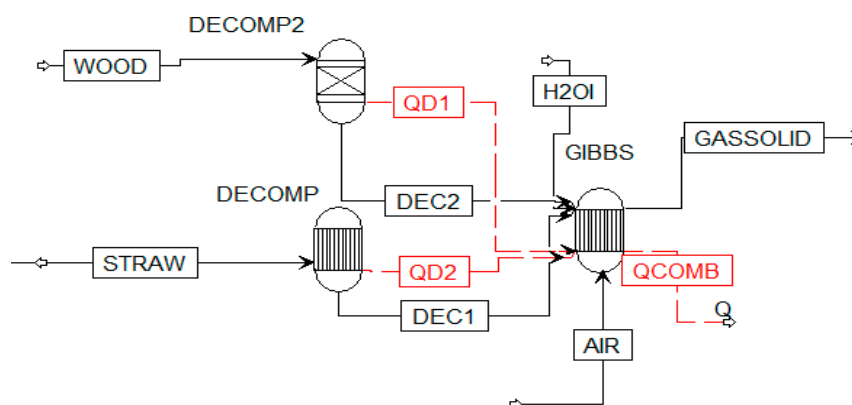 DECOMP2
WOOD
QD1
H2OI
GIBBS
GASSOLID
DECOMP
DEC2
STRAW
QD2
QCOMB
DEC1
Q
AIR